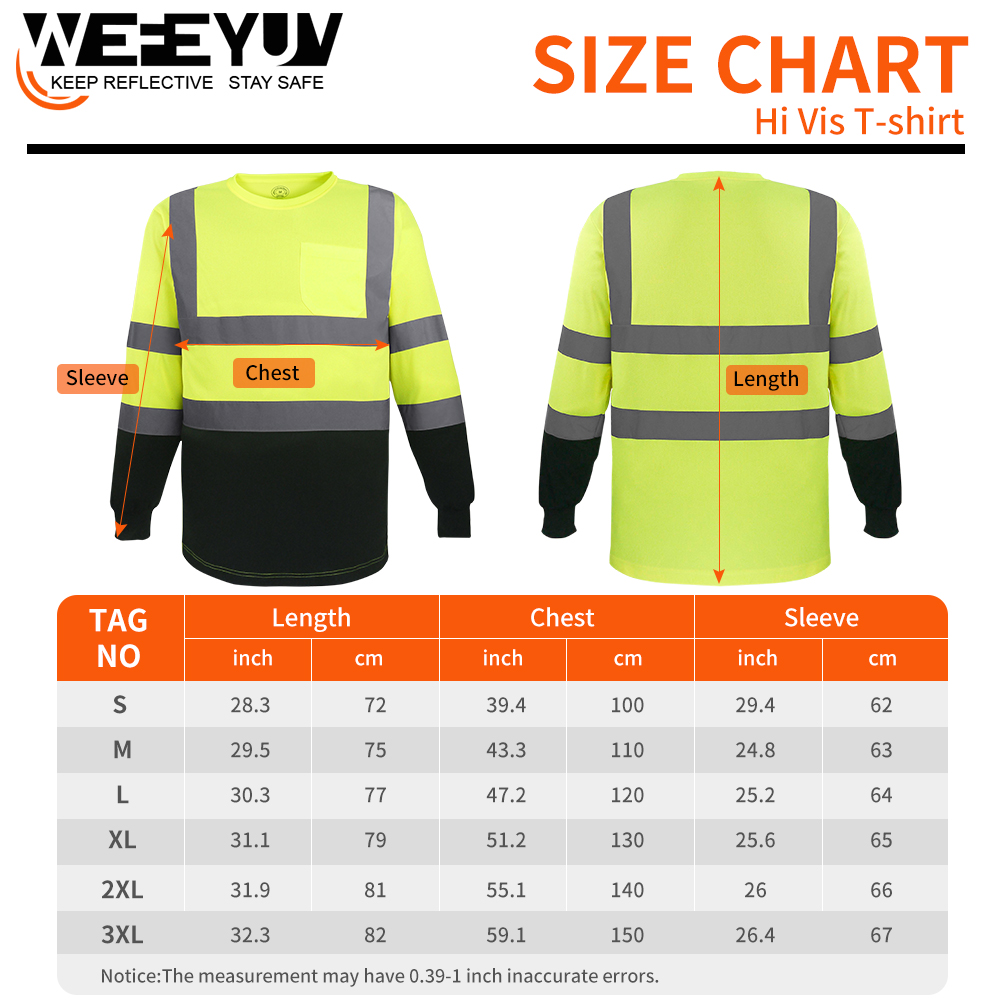 WEFEYUV
KEEP REFLECTIVE STAY SAFE
SIZE CHART
Hi Vis T-shirt
Sleeve
Chest
Length
TAG NO Length Chest Sleeve
inch cm inch cm inch cm
S 28.3 72 39.4 100 29.4 62
M 29.5 75 43.3 110 24.8 63
L 30.3 77 47.2 120 25.2 64
XL 31.1 79 51.2 130 25.6 65
2XL 31.9 81 55.1 140 26 66
3XL 32.3 82 59.1 150 26.4 67
Notice:The measurement may have 0.39-1 inch inaccurate errors.